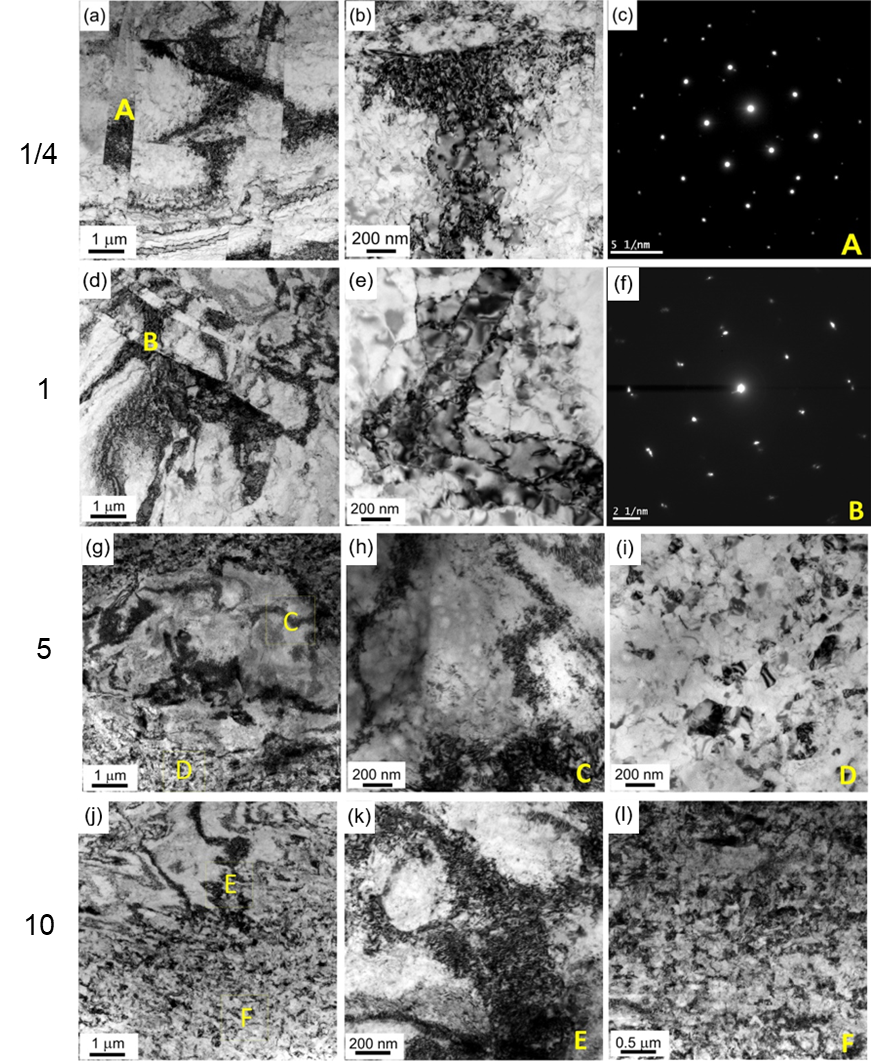 (a)
(b)
(c)
A
1/4
1 μm
200 nm
5 1/nm
A
(d)
(e)
(f)
B
1
1 μm
200 nm
2 1/nm
B
(g)
(h)
(i)
C
5
D
1 μm
200 nm
C
200 nm
D
(j)
(k)
(l)
E
10
F
1 μm
200 nm
E
0.5 μm
F